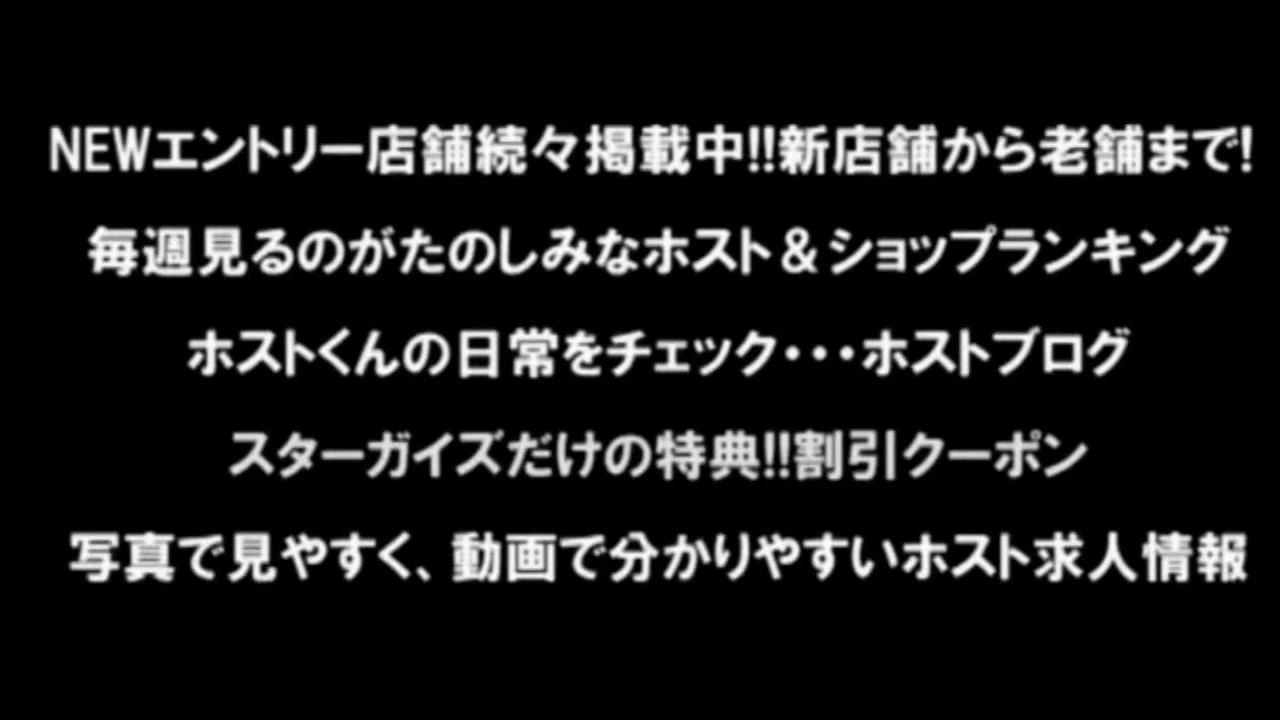 NEWエントリー店舗続々掲載中!!新店舗から老舗まで!
毎週見るのがたのしみなホスト＆ショップランキング
ホストくんの日常をチェック・・・ホストブログ
スターガイズだけの特典!!割引クーポン
写真で見やすく、動画で分かりやすいホスト求人情報